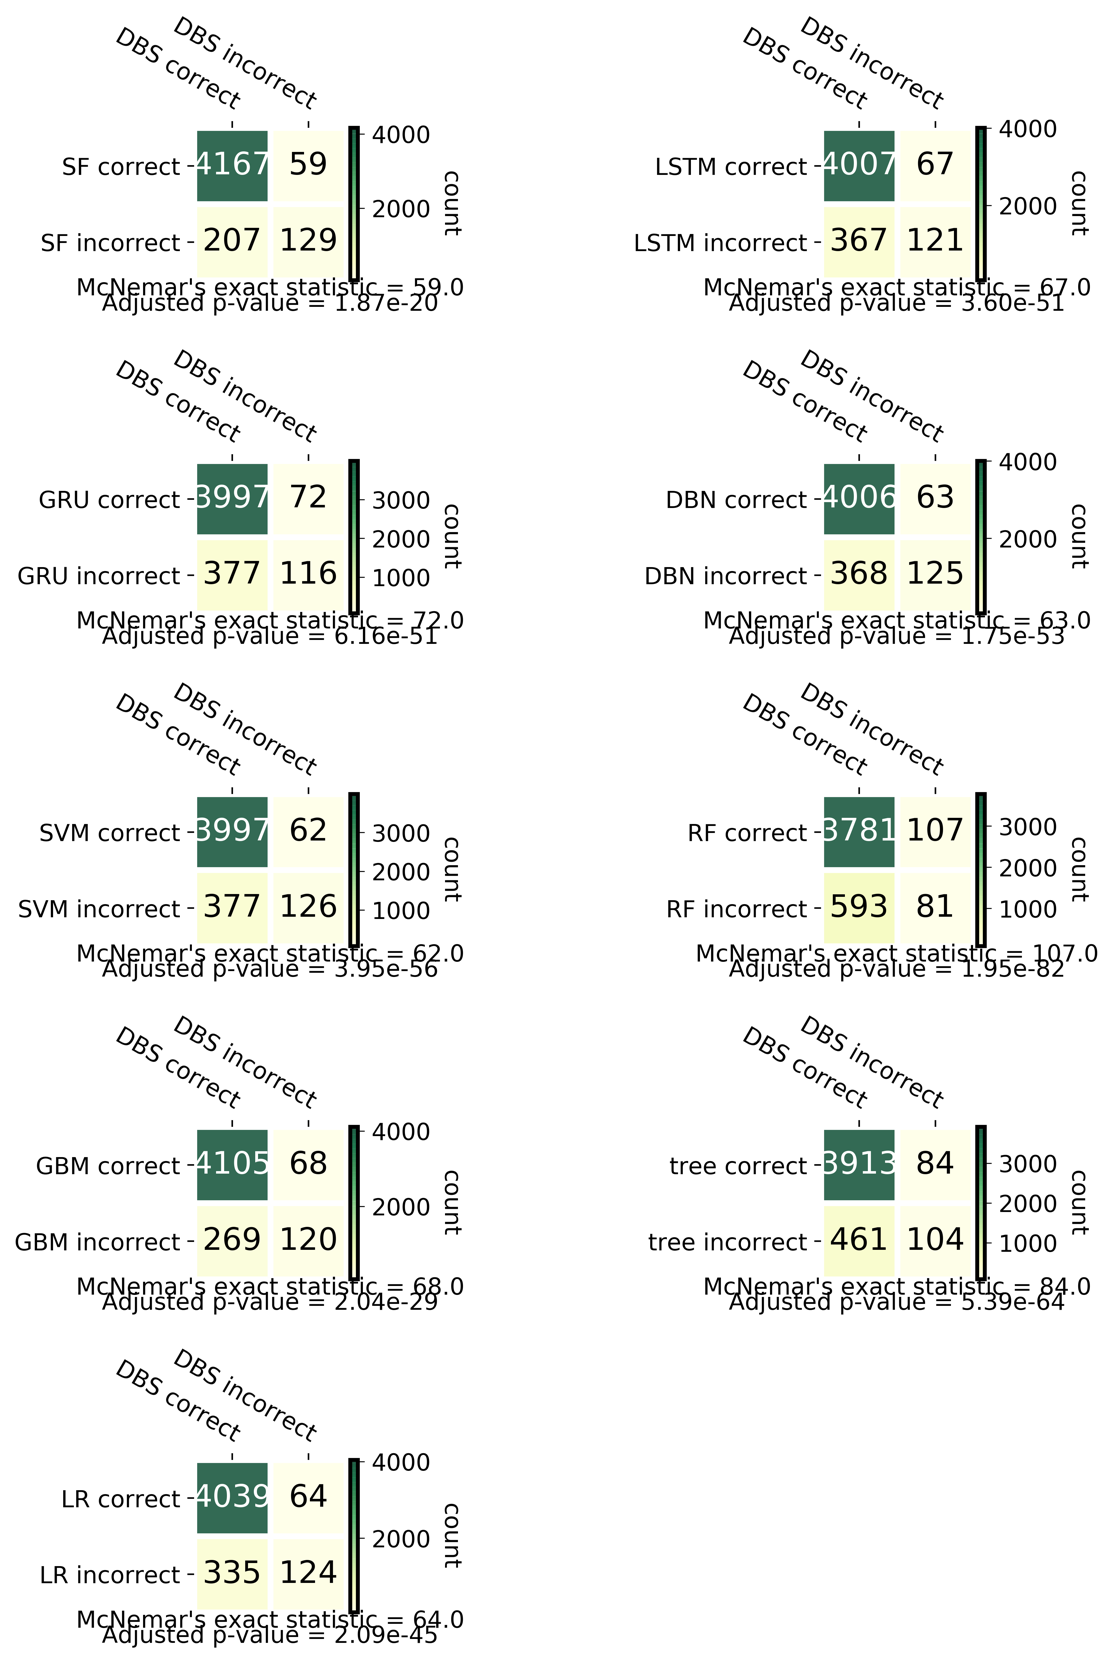 DBS incorrect
DBS correct
4000
SF correct 4167 59
2000
count
SF incorrect 207 129
McNemar's exact statistic = 59.0
Adjusted p-value = 1.87e-20
DBS incorrect
DBS correct
4000
LSTM correct 4007 67
2000
count
LSTM incorrect 367 121
McNemar's exact statistic = 67.0
Adjusted p-value = 3.60e-51
DBS incorrect
DBS correct
GRU correct 3997 72
3000
2000
1000
count
GRU incorrect 377 116
McNemar's exact statistic = 72.0
Adjusted p-value = 6.16e-51
DBS incorrect
DBS correct
4000
DBN correct 4006 63
2000
count
DBN incorrect 368 125
McNemar's exact statistic = 63.0
Adjusted p-value = 1.75e-53
DBS incorrect
DBS correct
SVM correct 3997 62
3000
2000
1000
count
SVM incorrect 377 126
McNemar's exact statistic = 62.0
Adjusted p-value = 3.95e-56
DBS incorrect
DBS correct
RF correct 3781 107
3000
2000
1000
count
RF incorrect 593 81
McNemar's exact statistic = 107.0
Adjusted p-value = 1.95e-82
DBS incorrect
DBS correct
4000
GBM correct 4105 68
2000
count
GBM incorrect 269 120
McNemar's exact statistic = 68.0
Adjusted p-value = 2.04e-29
DBS incorrect
DBS correct
tree correct 3913 84
3000
2000
1000
count
tree incorrect 461 104
McNemar's exact statistic = 84.0
Adjusted p-value = 5.39e-64
DBS incorrect
DBS correct
4000
LR correct 4039 64
2000
count
LR incorrect 335 124
McNemar's exact statistic = 64.0
Adjusted p-value = 2.09e-45